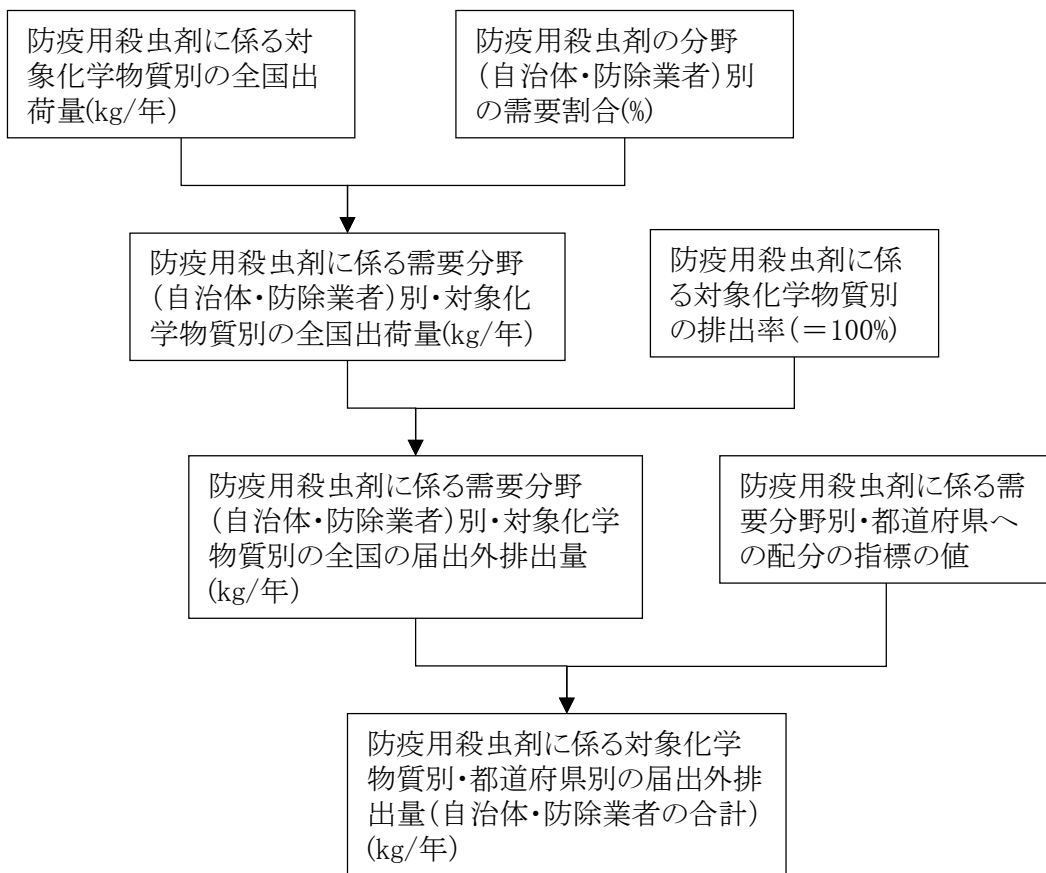 防疫用殺虫剤に係る対
象化学物質別の全国出
荷量(kg/年)
防疫用殺虫剤の分野
(自治体・防除業者)別
の需要割合(%)
防疫用殺虫剤に係る需要分野
(自治体・防除業者)別・対象化
学物質別の全国出荷量(kg/年)
防疫用殺虫剤に係
る対象化学物質別
の排出率(=100%)
防疫用殺虫剤に係る需要分野
(自治体・防除業者)別・対象化学
物質別の全国の届出外排出量
(kg/年)
防疫用殺虫剤に係る需
要分野別・都道府県へ
の配分の指標の値
防疫用殺虫剤に係る対象化学
物質別・都道府県別の届出外排
出量(自治体・防除業者の合計)
(kg/年)